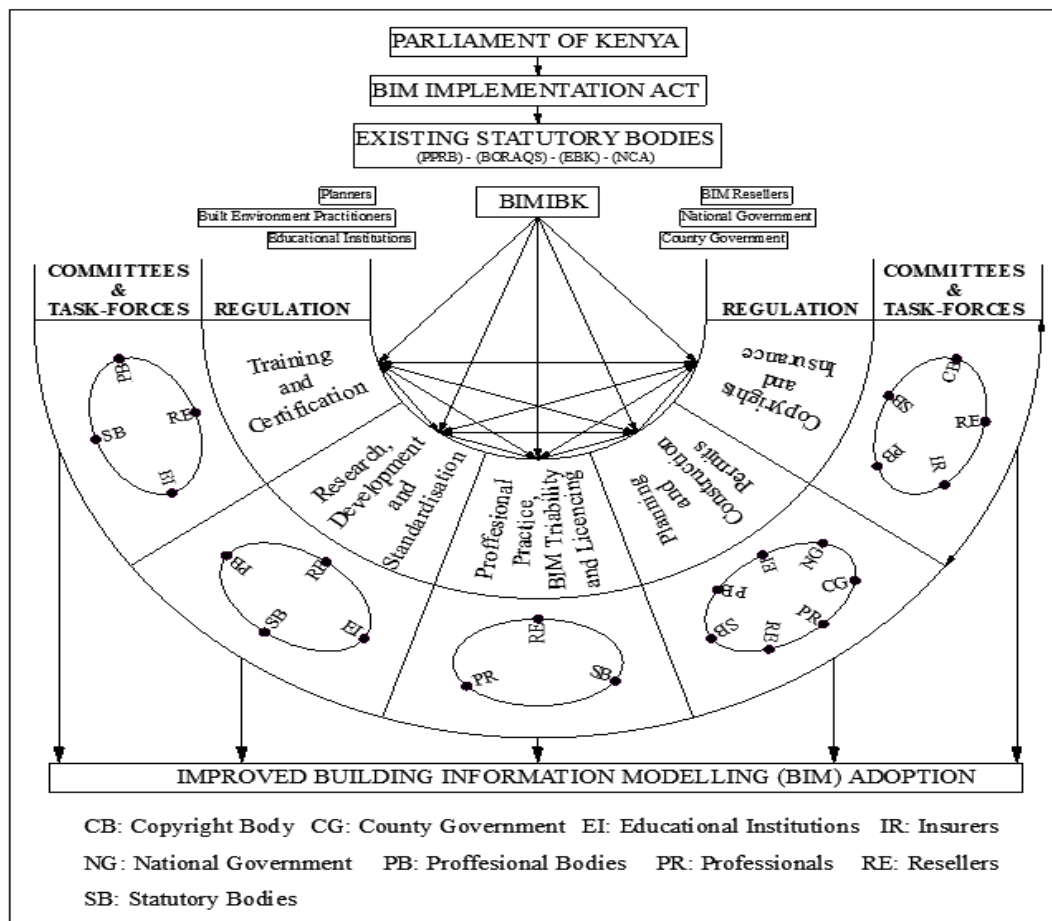 PARLIAMENT OF KENYA
BIM IMPLEMENTATION ACT
EXISTING STATUTORY BODIES
(PPRB) - (BORAQS) - (EBK) - (NCA)
Planners
Built Environment Practitioners
Educational Institutions
BIMIBK
BIM Resellers
National Government
County Government
COMMITTEES
&
TASK-FORCES
REGULATION
REGULATION
COMMITTEES
&
TASK-FORCES
Training
and
Certification
Research,
Development
and
Standardisation
Proffesional
Practice,
BIM Triability
and Licencing
Planning
and
Construction
Permits
Copyrights
and
Insurance
PB
RE
SB
EI
PB
RE
SB
EI
RE
PR
SB
EI
NG
PB
CG
SB
RE
PR
CB
SB
RE
PB
IR
IMPROVED BUILDING INFORMATION MODELLING (BIM) ADOPTION
CB: Copyright Body CG: County Government EI: Educational Institutions IR: Insurers
NG: National Government PB: Proffesional Bodies PR: Professionals RE: Resellers
SB: Statutory Bodies